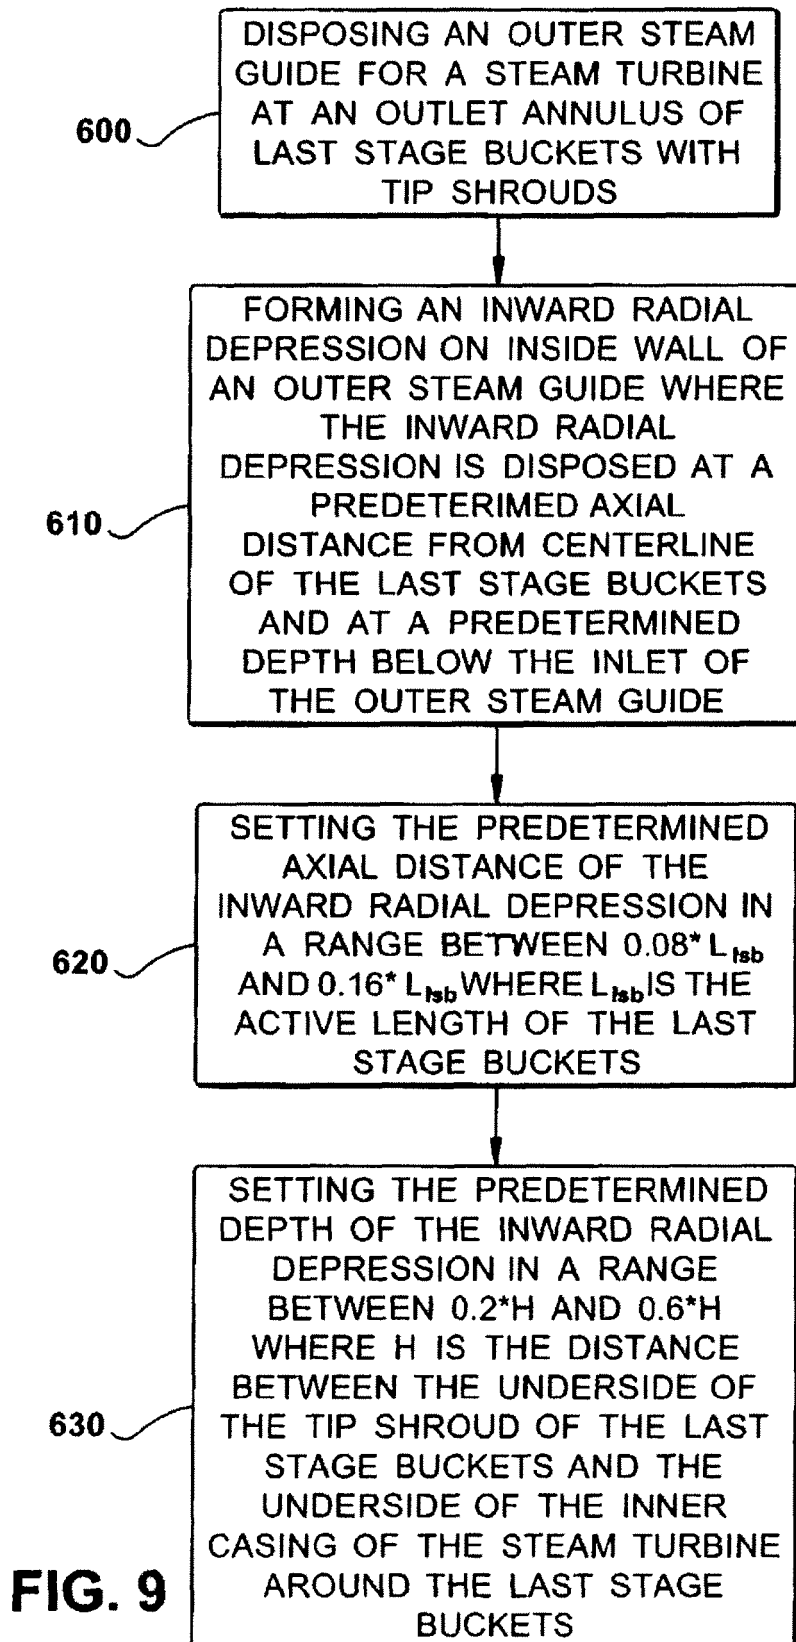 DISPOSING AN OUTER STEAM
GUIDE FOR A STEAM TURBINE
AT AN OUTLET ANNULUS OF
LAST STAGE BUCKETS WITH
TIP SHROUDS
600
FORMING AN INWARD RADIAL
DEPRESSION ON INSIDE WALL OF
AN OUTER STEAM GUIDE WHERE
THE INWARD RADIAL
DEPRESSION IS DISPOSED AT A
PREDETERIMED AXIAL
DISTANCE FROM CENTERLINE
OF THE LAST STAGE BUCKETS
AND AT A PREDETERMINED
DEPTH BELOW THE INLET OF
THE OUTER STEAM GUIDE
610
SETTING THE PREDETERMINED
AXIAL DISTANCE OF THE
INWARD RADIAL DEPRESSION IN
A RANGE BETWEEN 0.08* Llsb
AND 0.16* Llsb WHERE Llsb IS THE
ACTIVE LENGTH OF THE LAST
STAGE BUCKETS
620
SETTING THE PREDETERMINED
DEPTH OF THE INWARD RADIAL
DEPRESSION IN A RANGE
BETWEEN 0.2*H AND 0.6*H
WHERE H IS THE DISTANCE
BETWEEN THE UNDERSIDE OF
THE TIP SHROUD OF THE LAST
STAGE BUCKETS AND THE
UNDERSIDE OF THE INNER
CASING OF THE STEAM TURBINE
AROUND THE LAST STAGE
BUCKETS
630
FIG. 9